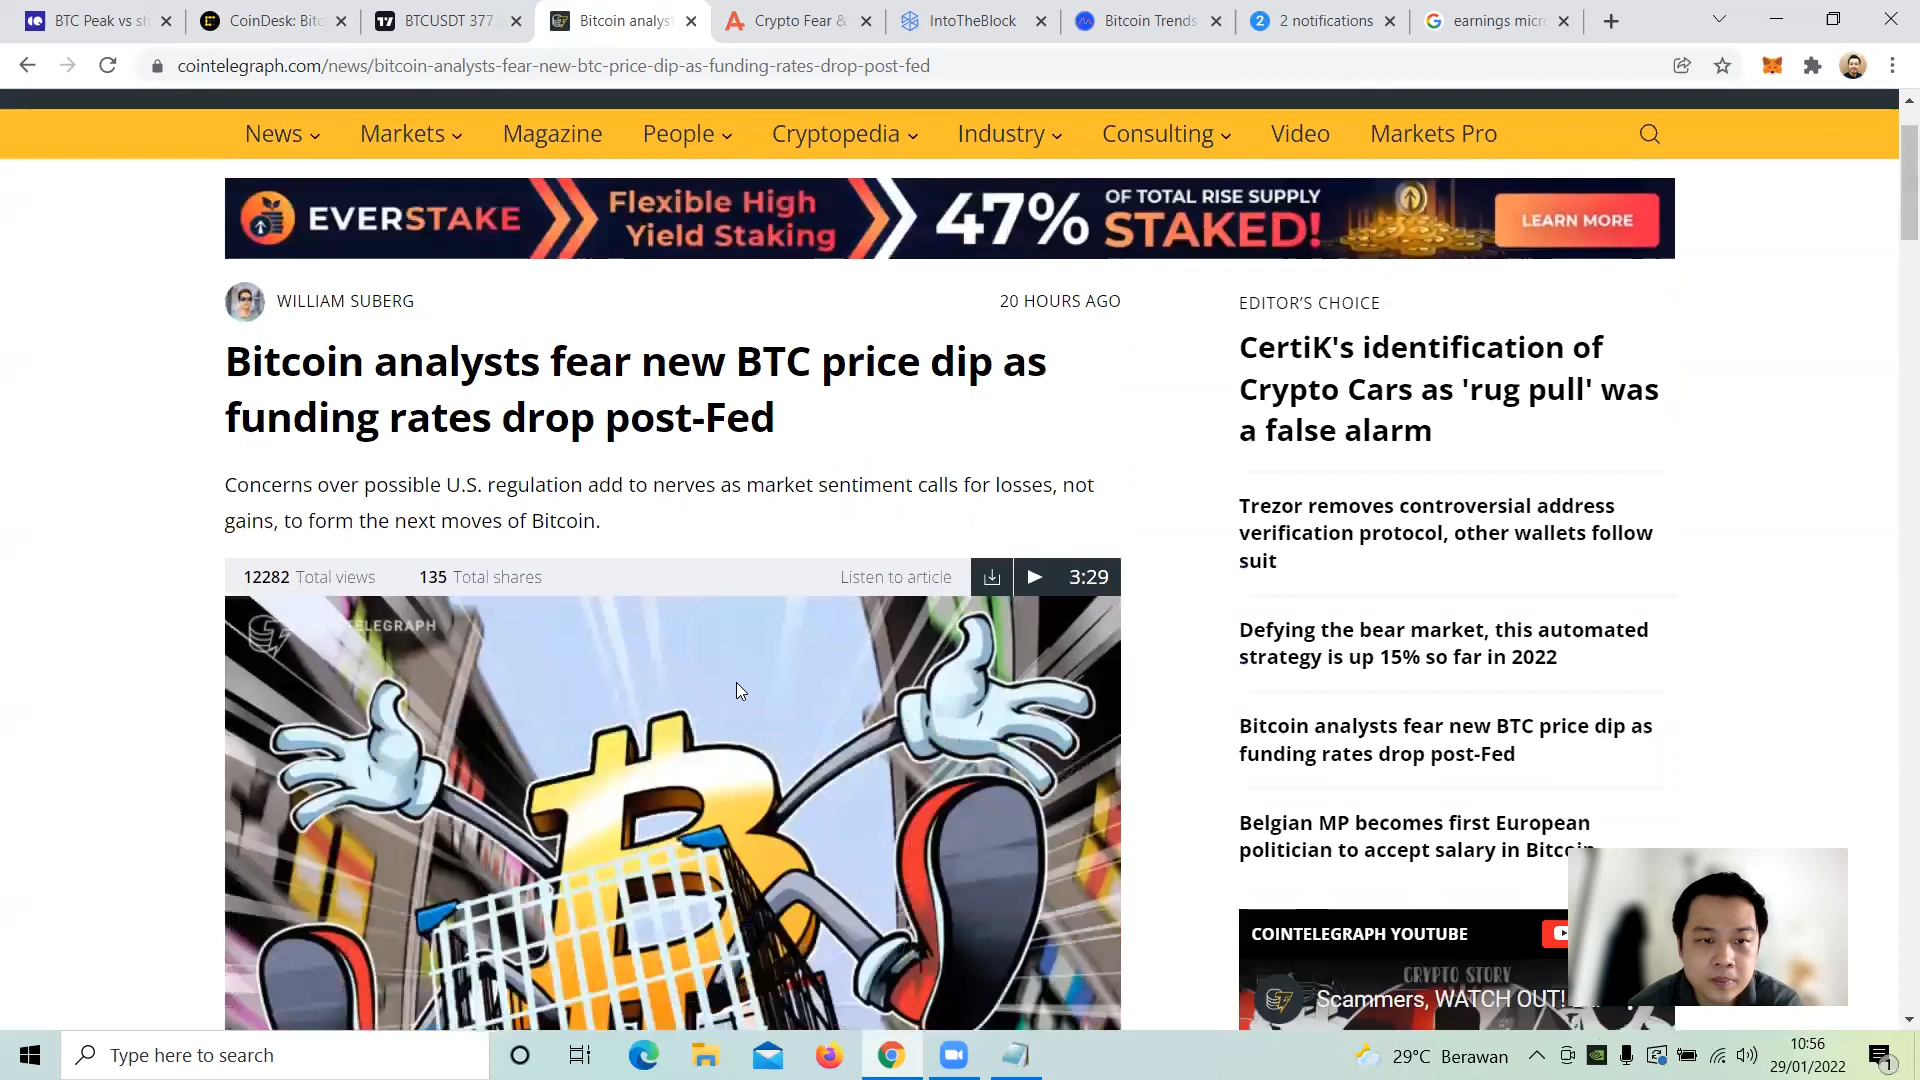 BTC Peak vs sh
CoinDesk: Bitc
BTCUSDT 377
Bitcoin analys
Crypto Fear &
IntoTheBlock
Bitcoin Trends
2 notifications
earnings micr
cointelegraph.com/news/bitcoin-analysts-fear-new-btc-price-dip-as-funding-rates-drop-post-fed
News
Markets
Magazine
People
Cryptopedia
Industry
Consulting
Video
Markets Pro
EVERSTAKE
Flexible High
Yield Staking
47%
OF TOTAL RISE SUPPLY
STAKED!
LEARN MORE
WILLIAM SUBERG
20 HOURS AGO
Bitcoin analysts fear new BTC price dip as
funding rates drop post-Fed
Concerns over possible U.S. regulation add to nerves as market sentiment calls for losses, not
gains, to form the next moves of Bitcoin.
12282 Total views
135 Total shares
Listen to article
3:29
ELEGRAPH
EDITOR'S CHOICE
CertiK's identification of
Crypto Cars as 'rug pull' was
a false alarm
Trezor removes controversial address
verification protocol, other wallets follow
suit
Defying the bear market, this automated
strategy is up 15% so far in 2022
Bitcoin analysts fear new BTC price dip as
funding rates drop post-Fed
Belgian MP becomes first European
politician to accept salary in Bitcoin
COINTELEGRAPH YOUTUBE
CRYPTO STORY
Scammers, WATCH OUT!
Type here to search
29°C Berawan
10:56
29/01/2022
1